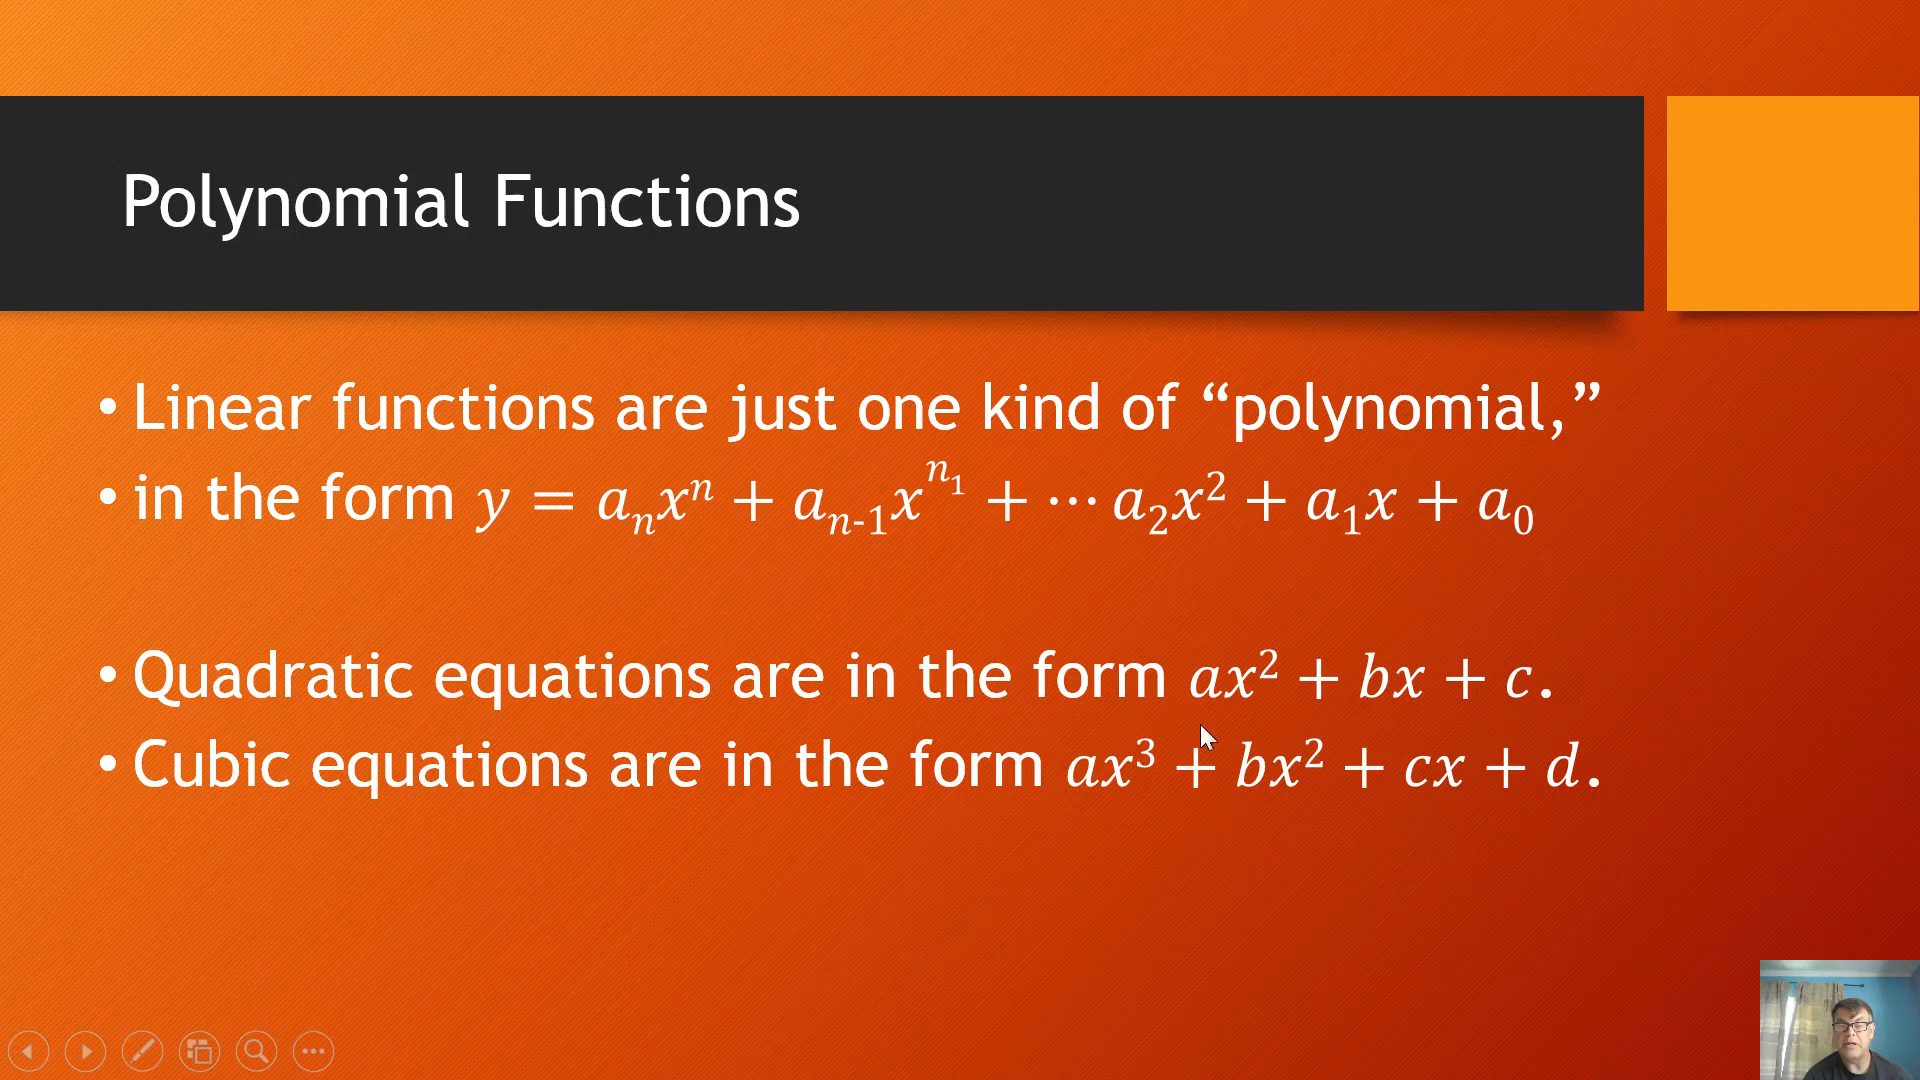 Polynomial Functions
• Linear functions are just one kind of “polynomial,”
• in the form y = aₙxⁿ + aₙ₋₁x^{n₁} + ⋯ a₂x² + a₁x + a₀
• Quadratic equations are in the form ax² + bx + c.
• Cubic equations are in the form ax³ + bx² + cx + d.